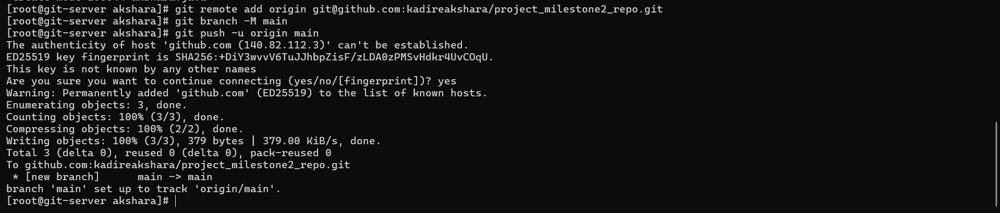 [root@git-server akshara]# git remote add origin git@github.com:kadireakshara/project_milestone2_repo.git
[root@git-server akshara]# git branch -M main
[root@git-server akshara]# git push -u origin main
The authenticity of host 'github.com (140.82.112.3)' can't be established.
ED25519 key fingerprint is SHA256:+DiY3wvvV6TuJJhbpZisF/zLDA0zPMSvHdkr4UvCOqU.
This key is not known by any other names
Are you sure you want to continue connecting (yes/no/[fingerprint])? yes
Warning: Permanently added 'github.com' (ED25519) to the list of known hosts.
Enumerating objects: 3, done.
Counting objects: 100% (3/3), done.
Compressing objects: 100% (2/2), done.
Writing objects: 100% (3/3), 379 bytes | 379.00 KiB/s, done.
Total 3 (delta 0), reused 0 (delta 0), pack-reused 0
To github.com:kadireakshara/project_milestone2_repo.git
 * [new branch]      main -> main
branch 'main' set up to track 'origin/main'.
[root@git-server akshara]#